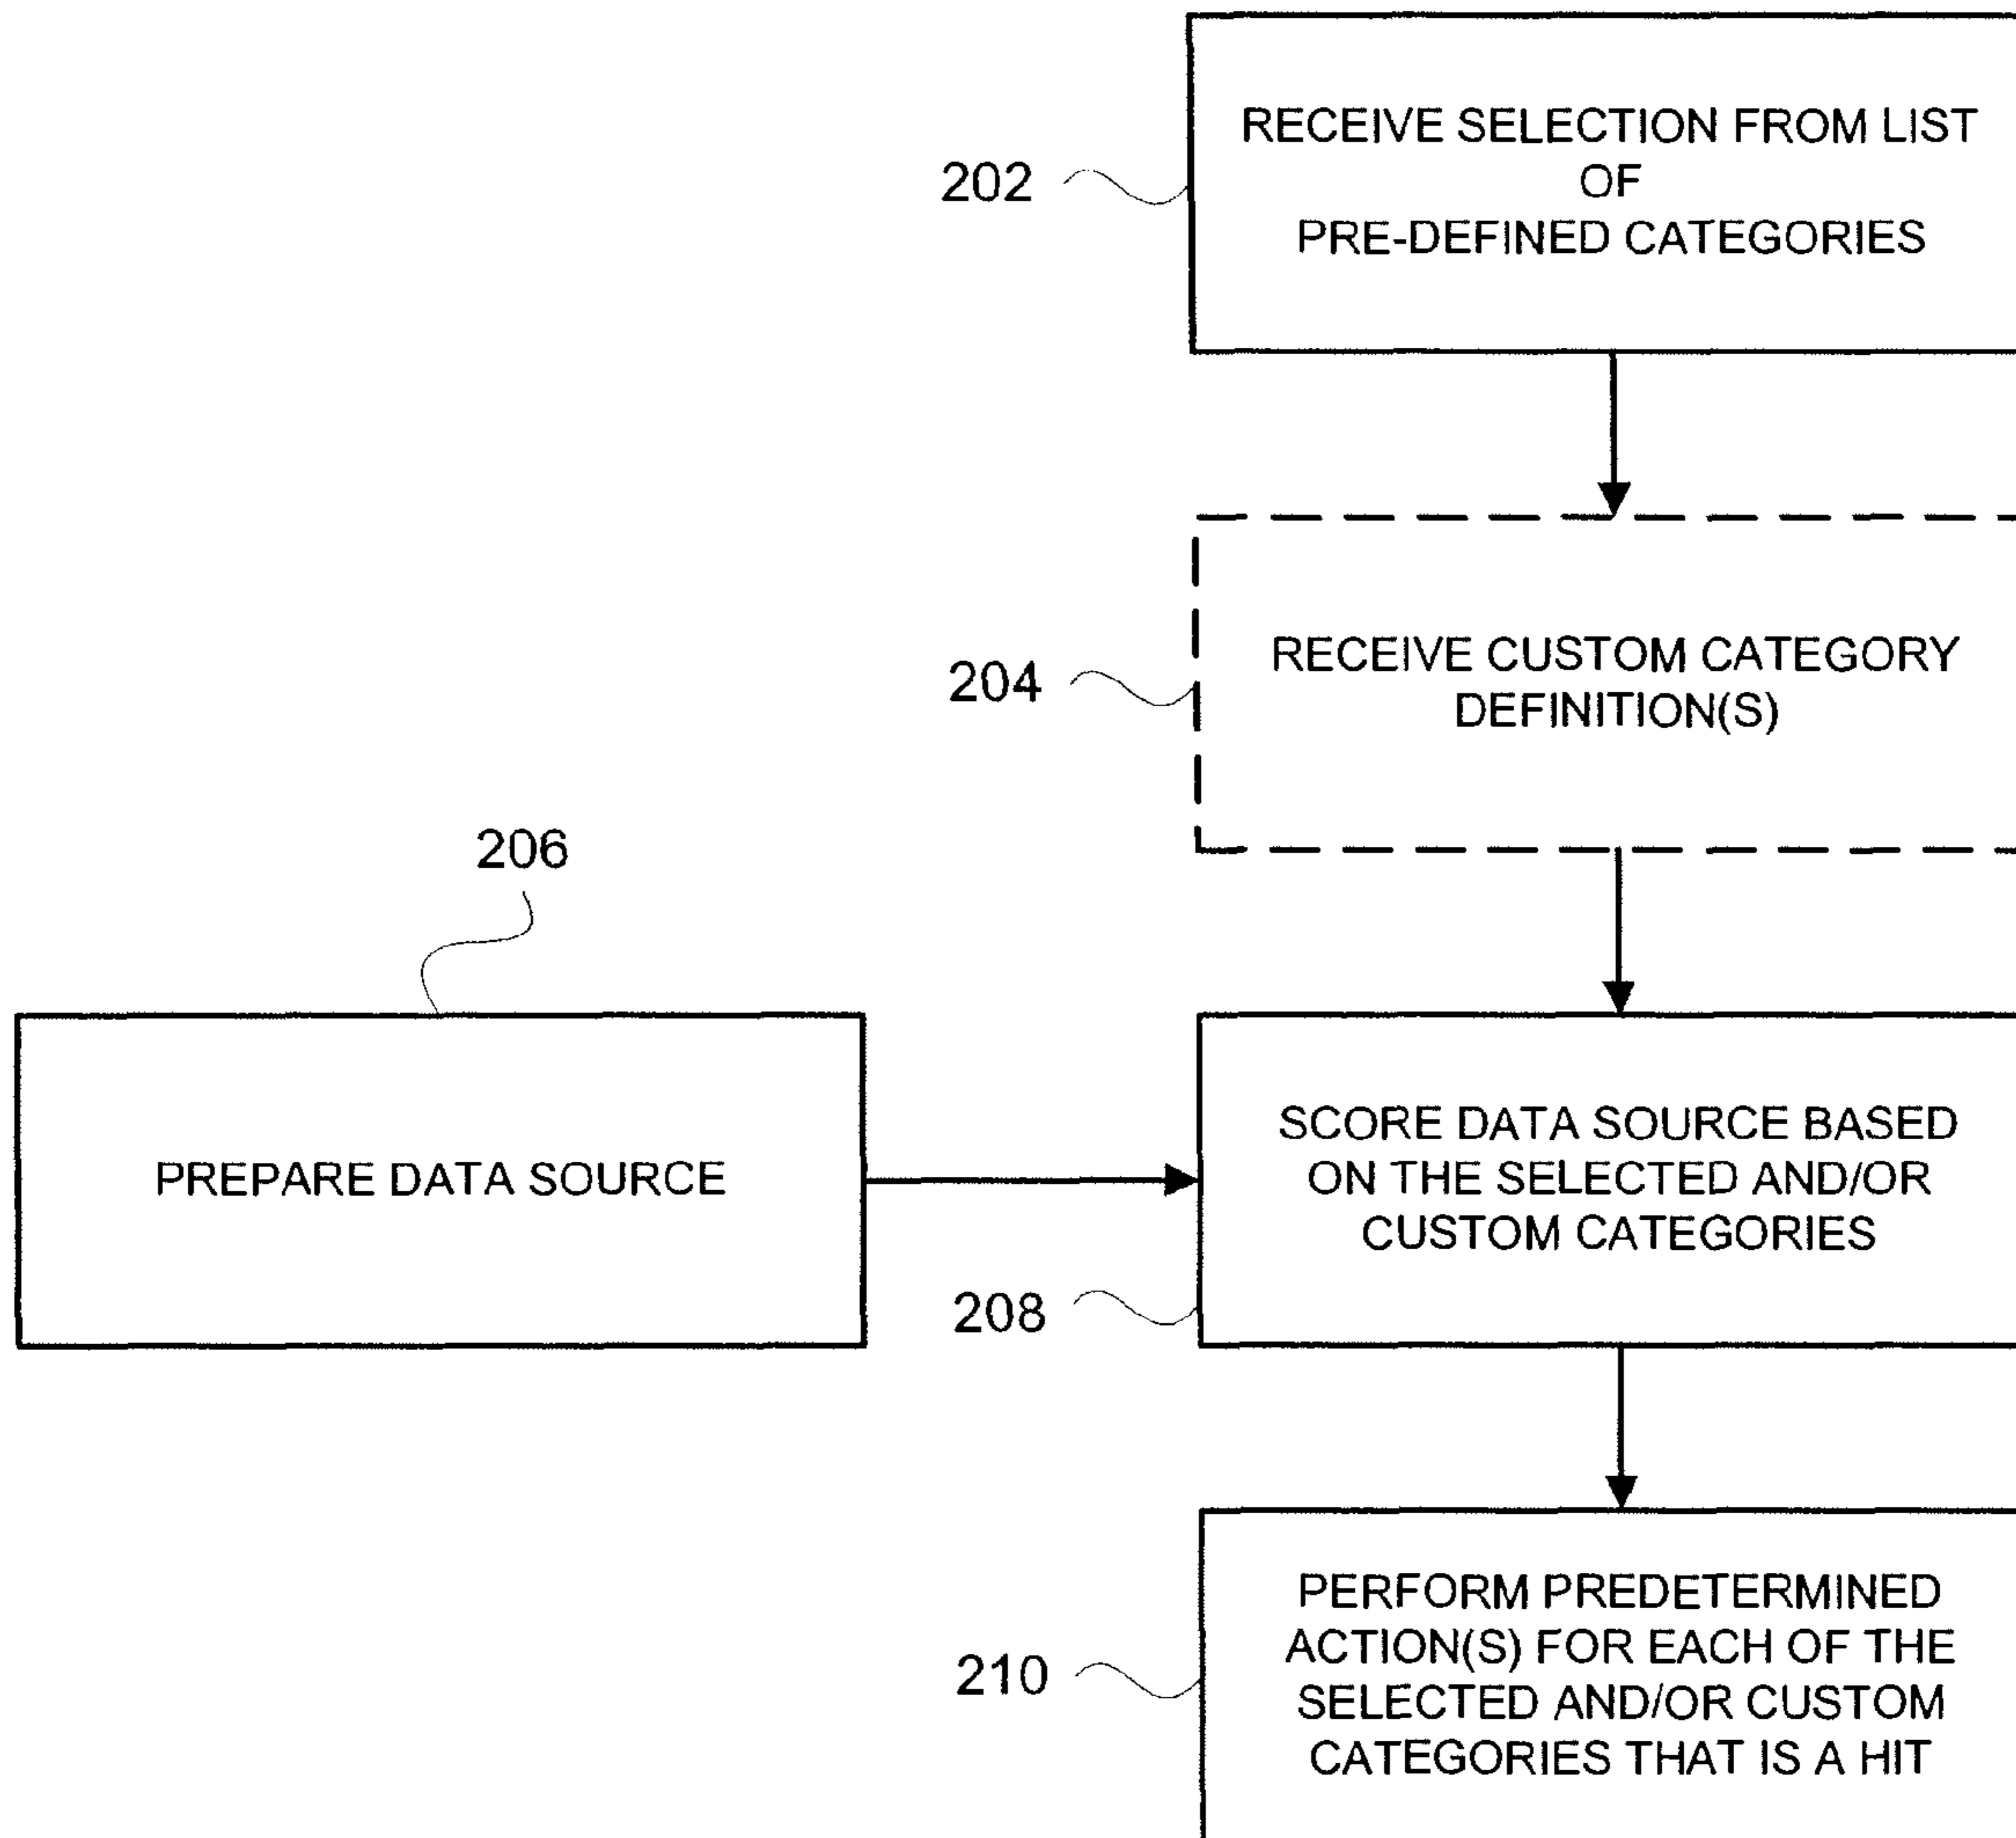 202
RECEIVE SELECTION FROM LIST
OF
PRE-DEFINED CATEGORIES
204
RECEIVE CUSTOM CATEGORY
DEFINITION(S)
206
PREPARE DATA SOURCE
SCORE DATA SOURCE BASED
ON THE SELECTED AND/OR
CUSTOM CATEGORIES
208
210
PERFORM PREDETERMINED
ACTION(S) FOR EACH OF THE
SELECTED AND/OR CUSTOM
CATEGORIES THAT IS A HIT